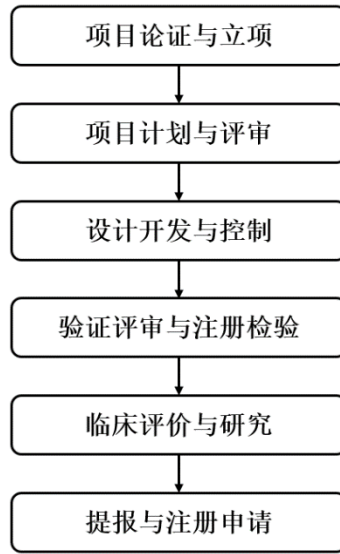 项目论证与立项
项目计划与评审
设计开发与控制
验证评审与注册检验
临床评价与研究
提报与注册申请